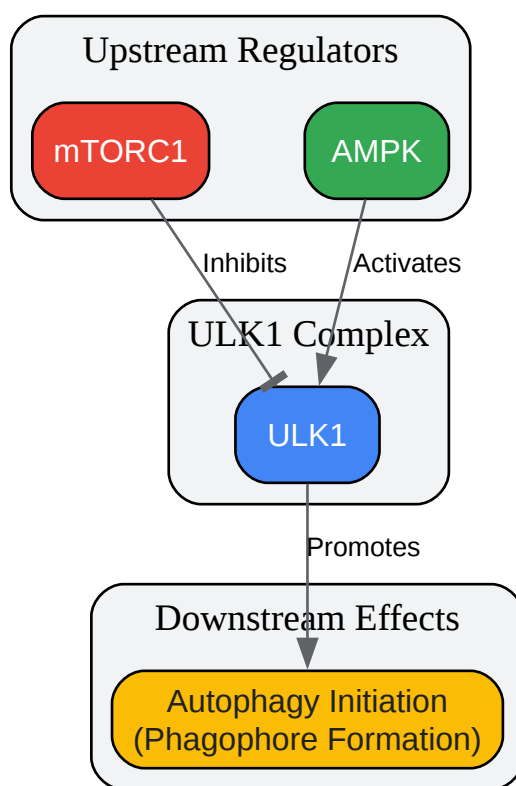 Upstream Regulators
mTORC1
AMPK
Inhibits
Activates
ULK1 Complex
ULK1
Promotes
Downstream Effects
Autophagy Initiation
(Phagophore Formation)